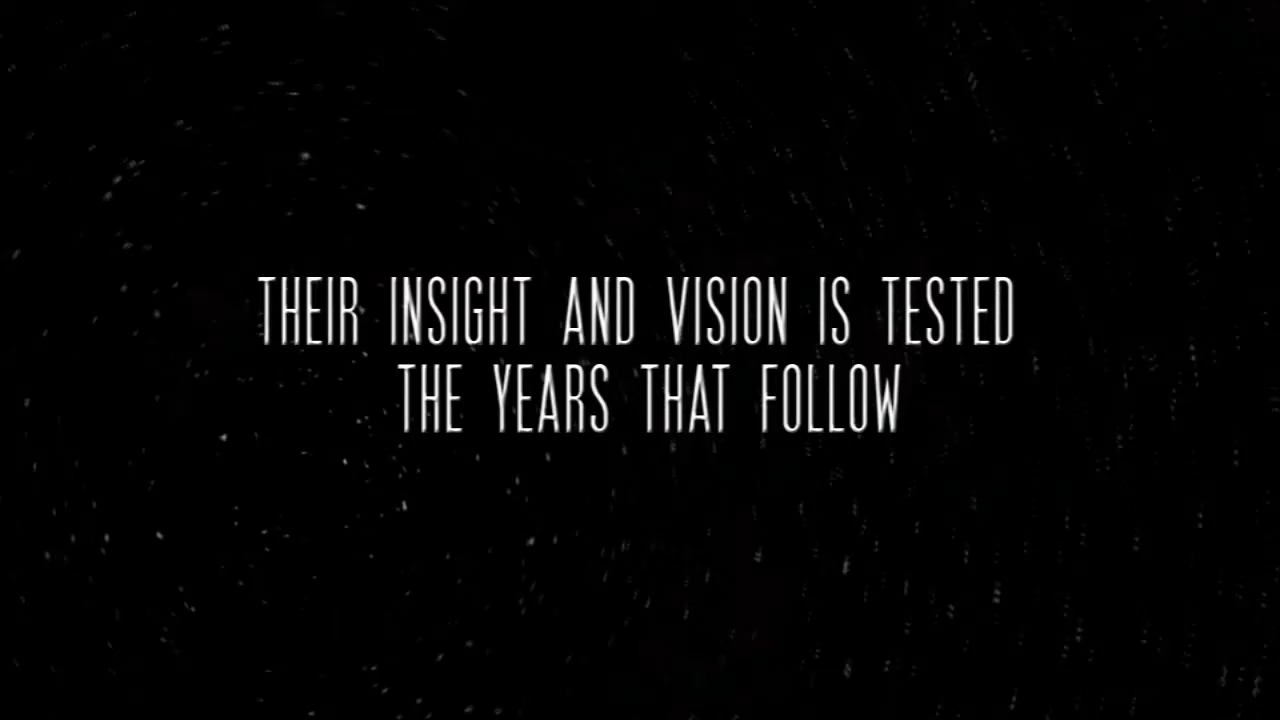 THEIR INSIGHT AND VISION IS TESTED
THE YEARS THAT FOLLOW